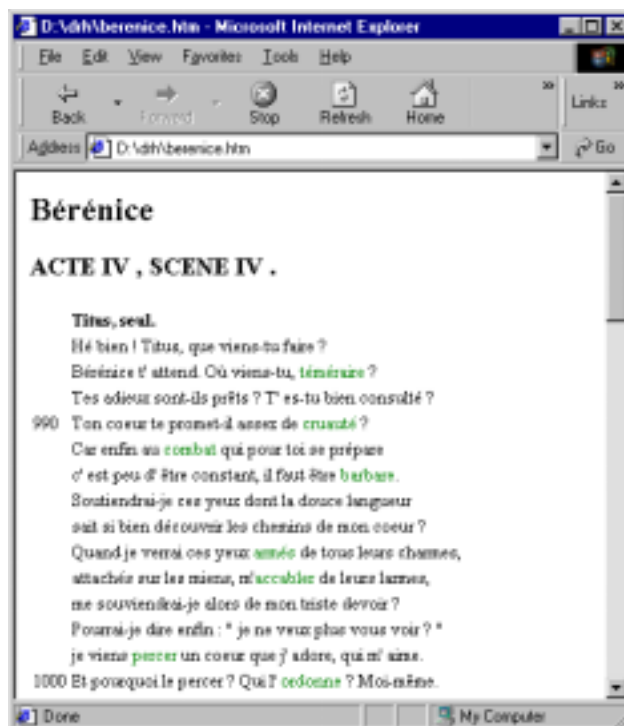 D:\drh\berenice.htm - Microsoft Internet Explorer
File Edit View Favorites Tools Help
Back Forward Stop Refresh Home » Links »
Address D:\drh\berenice.htm Go
Bérénice
ACTE IV , SCENE IV .
Titus, seul.
Hé bien ! Titus, que viens-tu faire ?
Bérénice t' attend. Où viens-tu, téméraire ?
Tes adieux sont-ils prêts ? T' es-tu bien consulté ?
990 Ton coeur te promet-il assez de cruauté ?
Car enfin au combat qui pour toi se prépare
c' est peu d' être constant, il faut être barbare.
Soutiendrai-je ces yeux dont la douce langueur
sait si bien découvrir les chemins de mon coeur ?
Quand je verrai ces yeux armés de tous leurs charmes,
attachés sur les miens, m'accabler de leurs larmes,
me souviendrai-je alors de mon triste devoir ?
Pourrai-je dire enfin : " je ne veux plus vous voir ? "
je viens percer un coeur que j' adore, qui m' aime.
1000 Et pourquoi le percer ? Qui l' ordonne ? Moi-même.
Done My Computer